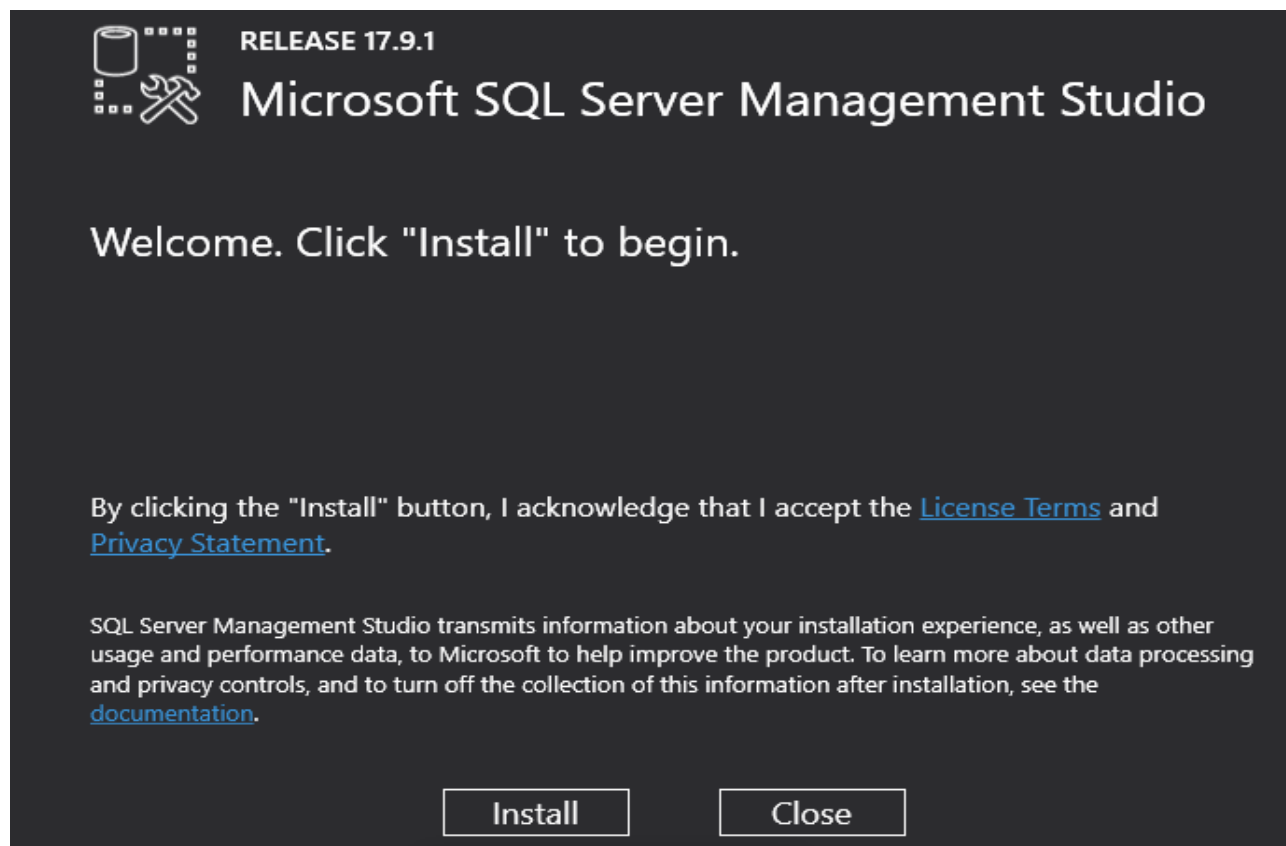 RELEASE 17.9.1
Microsoft SQL Server Management Studio
Welcome. Click "Install" to begin.
By clicking the "Install" button, I acknowledge that I accept the License Terms and
Privacy Statement.
SQL Server Management Studio transmits information about your installation experience, as well as other
usage and performance data, to Microsoft to help improve the product. To learn more about data processing
and privacy controls, and to turn off the collection of this information after installation, see the
documentation.
Install Close